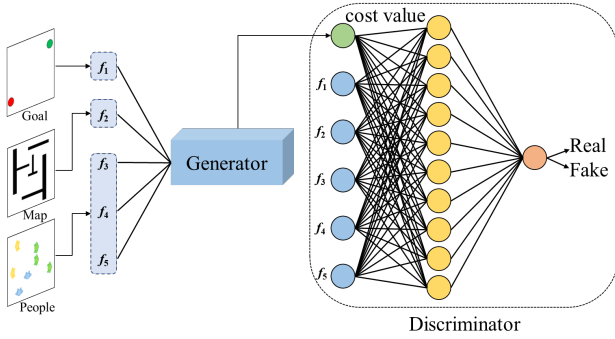 Goal
Map
People
f1
f2
f3
f4
f5
Generator
cost value
f1
f2
f3
f4
f5
Real
Fake
Discriminator